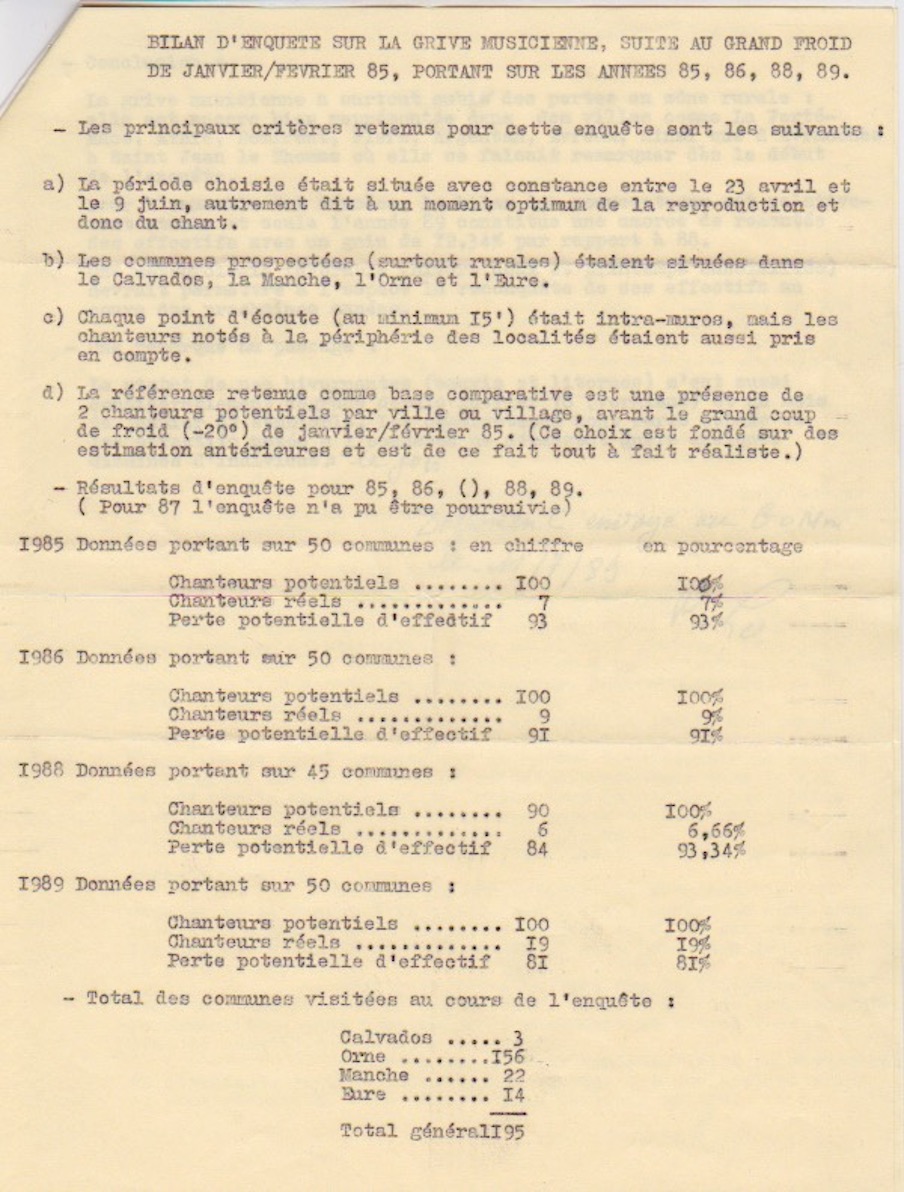 BILAN D'ENQUETE SUR LA GRIVE MUSICIENNE, SUITE AU GRAND FROID
DE JANVIER/FEVRIER 85, PORTANT SUR LES ANNEES 85, 86, 88, 89.
- Les principaux critères retenus pour cette enquête sont les suivants :
a) La période choisie était située avec constance entre le 23 avril et
le 9 juin, autrement dit à un moment optimum de la reproduction et
donc du chant.
b) Les communes prospectées (surtout rurales) étaient situées dans
le Calvados, la Manche, l'Orne et l'Eure.
c) Chaque point d'écoute (au minimum I5') était intra-muros, mais les
chanteurs notés à la périphérie des localités étaient aussi pris
en compte.
d) La référence retenue comme base comparative est une présence de
2 chanteurs potentiels par ville ou village, avant le grand coup
de froid (-20°) de janvier/février 85. (Ce choix est fondé sur des
estimation antérieures et est de ce fait tout à fait réaliste.)
- Résultats d'enquête pour 85, 86, (), 88, 89.
( Pour 87 l'enquête n'a pu être poursuivie)
I985 Données portant sur 50 communes : en chiffre en pourcentage
Chanteurs potentiels ........ I00 I00%
Chanteurs réels ............. 7 7%
Perte potentielle d'effectif 93 93%
I986 Données portant sur 50 communes :
Chanteurs potentiels ........ I00 I00%
Chanteurs réels ............. 9 9%
Perte potentielle d'effectif 9I 9I%
I988 Données portant sur 45 communes :
Chanteurs potentiels ........ 90 I00%
Chanteurs réels ............. 6 6,66%
Perte potentielle d'effectif 84 93,34%
I989 Données portant sur 50 communes :
Chanteurs potentiels ........ I00 I00%
Chanteurs réels ............. I9 I9%
Perte potentielle d'effectif 8I 8I%
- Total des communes visitées au cours de l'enquête :
Calvados ..... 3
Orne ........I56
Manche ...... 22
Eure ........ I4
Total généralI95